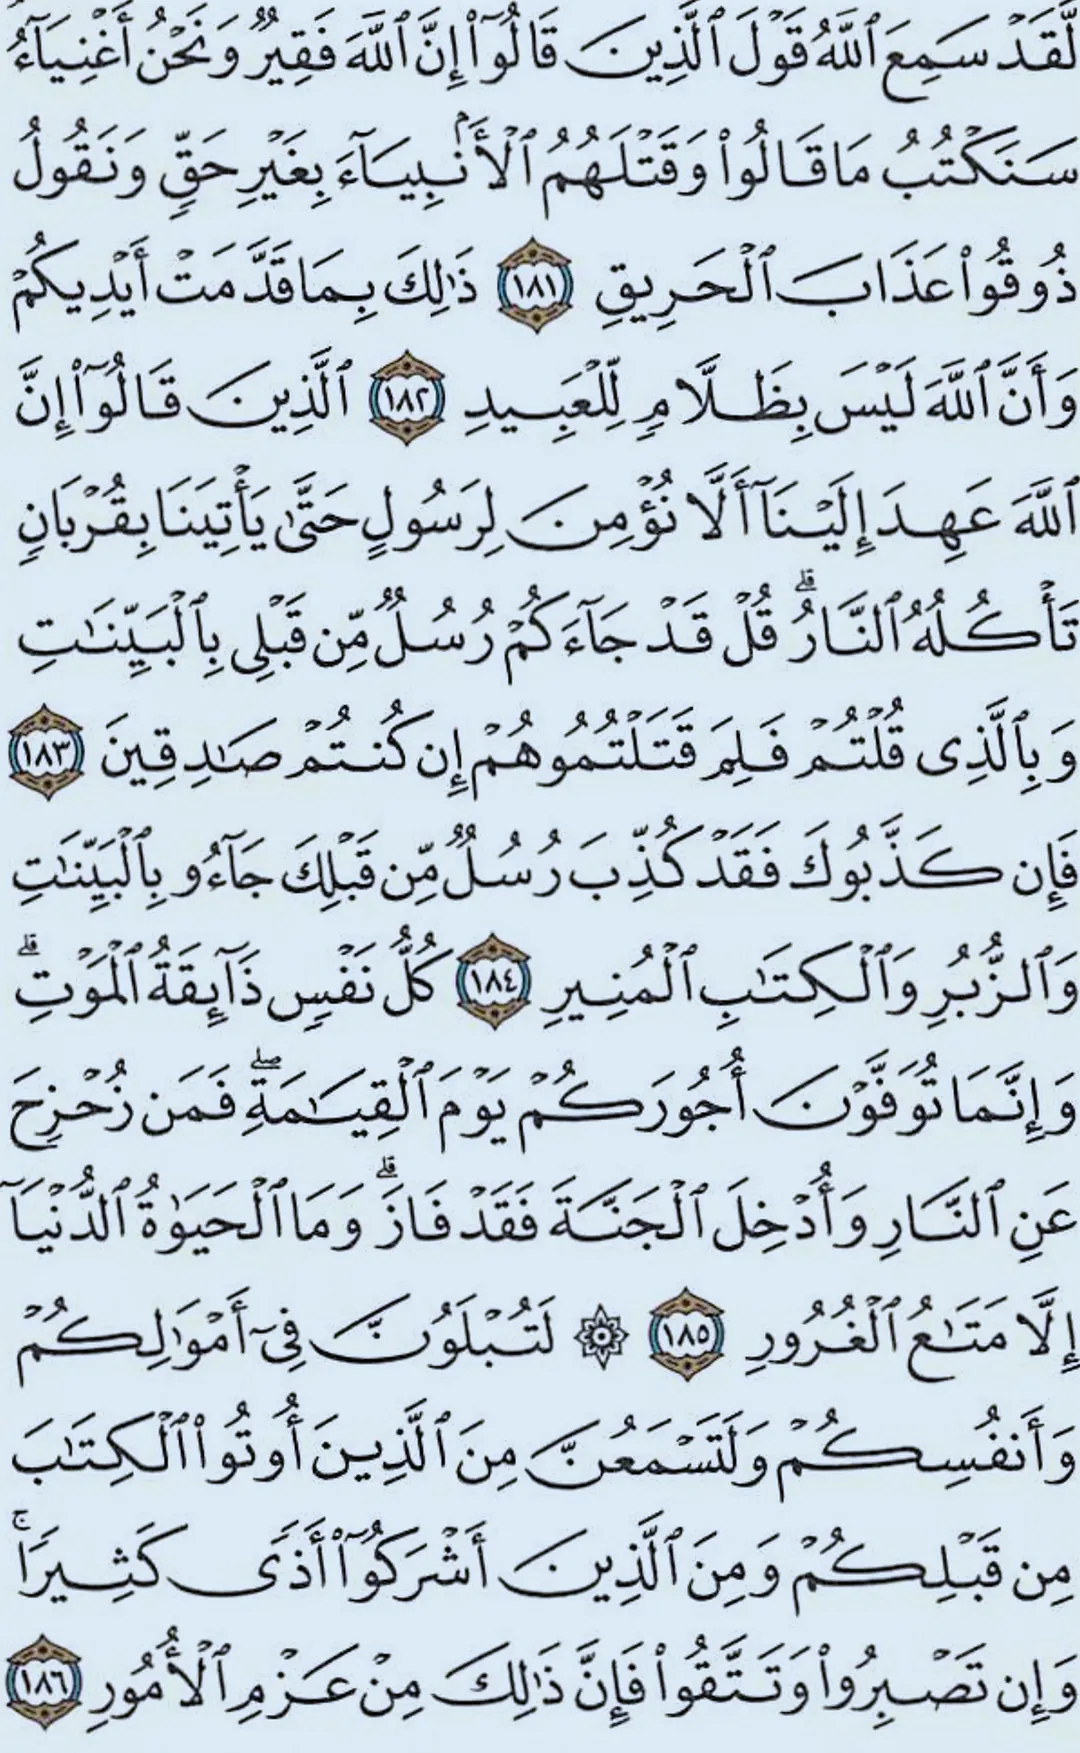 لَّقَدْ سَمِعَ ٱللَّهُ قَوْلَ ٱلَّذِينَ قَالُوٓا۟ إِنَّ ٱللَّهَ فَقِيرٌ وَنَحْنُ أَغْنِيَآءُ
سَنَكْتُبُ مَا قَالُوا۟ وَقَتْلَهُمُ ٱلْأَنۢبِيَآءَ بِغَيْرِ حَقٍّ وَنَقُولُ
ذُوقُوا۟ عَذَابَ ٱلْحَرِيقِ ١٨١ ذَٰلِكَ بِمَا قَدَّمَتْ أَيْدِيكُمْ
وَأَنَّ ٱللَّهَ لَيْسَ بِظَلَّامٍ لِّلْعَبِيدِ ١٨٢ ٱلَّذِينَ قَالُوٓا۟ إِنَّ
ٱللَّهَ عَهِدَ إِلَيْنَآ أَلَّا نُؤْمِنَ لِرَسُولٍ حَتَّىٰ يَأْتِيَنَا بِقُرْبَانٍ
تَأْكُلُهُ ٱلنَّارُ ۗ قُلْ قَدْ جَآءَكُمْ رُسُلٌ مِّن قَبْلِى بِٱلْبَيِّنَـٰتِ
وَبِٱلَّذِى قُلْتُمْ فَلِمَ قَتَلْتُمُوهُمْ إِن كُنتُمْ صَـٰدِقِينَ ١٨٣
فَإِن كَذَّبُوكَ فَقَدْ كُذِّبَ رُسُلٌ مِّن قَبْلِكَ جَآءُو بِٱلْبَيِّنَـٰتِ
وَٱلزُّبُرِ وَٱلْكِتَـٰبِ ٱلْمُنِيرِ ١٨٤ كُلُّ نَفْسٍ ذَآئِقَةُ ٱلْمَوْتِ ۗ
وَإِنَّمَا تُوَفَّوْنَ أُجُورَكُمْ يَوْمَ ٱلْقِيَـٰمَةِ ۖ فَمَن زُحْزِحَ
عَنِ ٱلنَّارِ وَأُدْخِلَ ٱلْجَنَّةَ فَقَدْ فَازَ ۗ وَمَا ٱلْحَيَوٰةُ ٱلدُّنْيَآ
إِلَّا مَتَـٰعُ ٱلْغُرُورِ ١٨٥ ۞ لَتُبْلَوُنَّ فِىٓ أَمْوَٰلِكُمْ
وَأَنفُسِكُمْ وَلَتَسْمَعُنَّ مِنَ ٱلَّذِينَ أُوتُوا۟ ٱلْكِتَـٰبَ
مِن قَبْلِكُمْ وَمِنَ ٱلَّذِينَ أَشْرَكُوٓا۟ أَذًى كَثِيرًا ۚ
وَإِن تَصْبِرُوا۟ وَتَتَّقُوا۟ فَإِنَّ ذَٰلِكَ مِنْ عَزْمِ ٱلْأُمُورِ ١٨٦